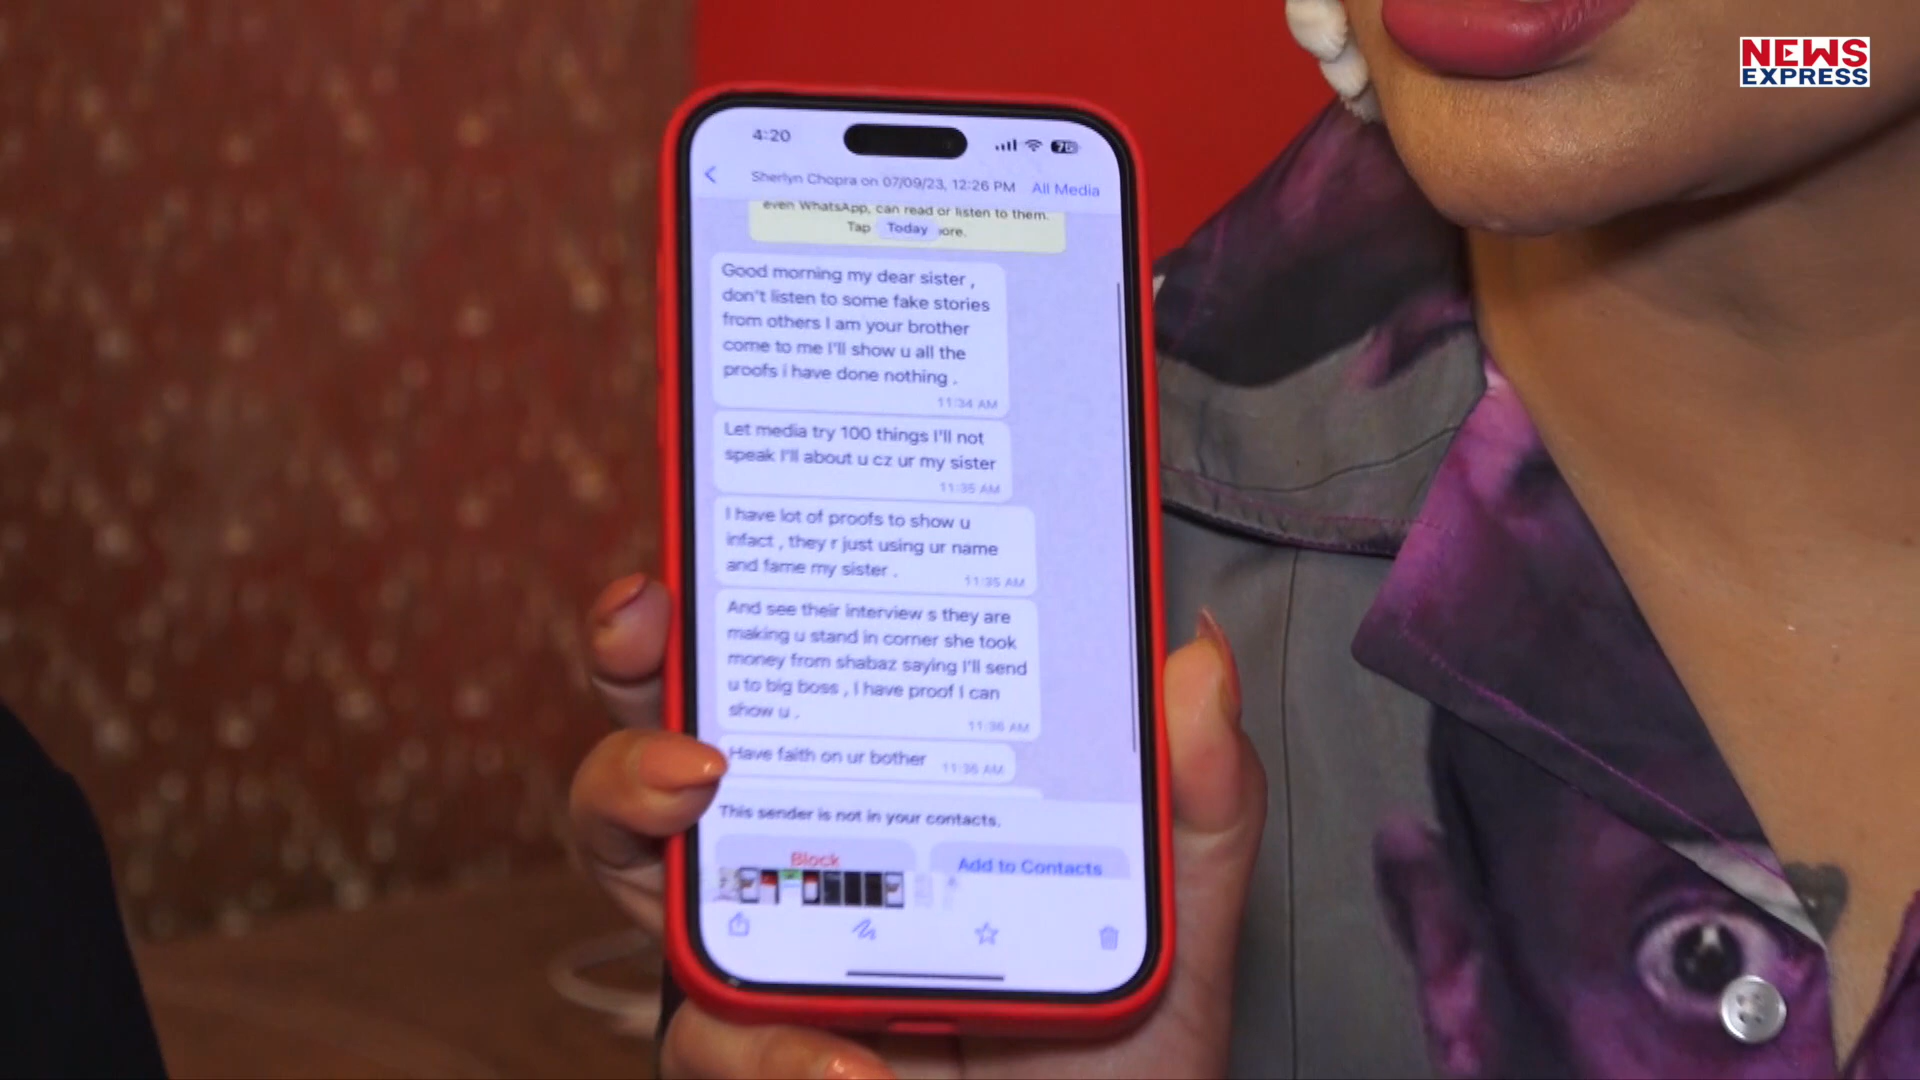 NEWS
EXPRESS
4:20
Sherlyn Chopra on 07/09/23, 12:26 PM All Media
even WhatsApp, can read or listen to them.
Tap Today ore.
Good morning my dear sister ,
don't listen to some fake stories
from others I am your brother
come to me I'll show u all the
proofs i have done nothing .
11:34 AM
Let media try 100 things I'll not
speak I'll about u cz ur my sister
11:35 AM
I have lot of proofs to show u
infact , they r just using ur name
and fame my sister .
11:35 AM
And see their interview s they are
making u stand in corner she took
money from shabaz saying I'll send
u to big boss , I have proof I can
show u .
11:36 AM
Have faith on ur bother 11:36 AM
This sender is not in your contacts.
Block Add to Contacts